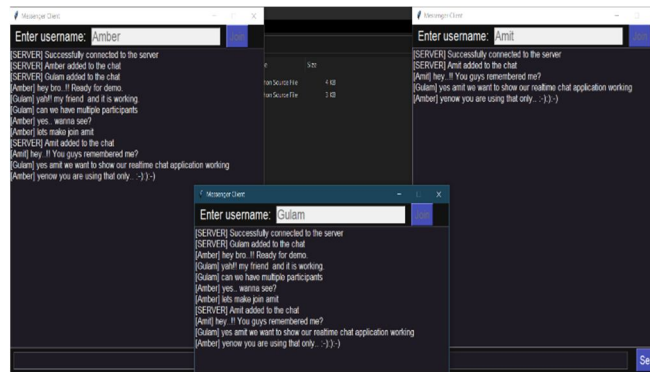 Messenger Client
Enter username: Amber
Join
[SERVER] Successfully connected to the server
[SERVER] Amber added to the chat
[SERVER] Gulam added to the chat
[Amber] hey bro..!! Ready for demo.
[Gulam] yah!! my friend and it is working.
[Gulam] can we have multiple participants
[Amber] yes.. wanna see?
[Amber] lets make join amit
[SERVER] Amit added to the chat
[Amit] hey..!! You guys remembered me?
[Gulam] yes amit we want to show our realtime chat application working
[Amber] yenow you are using that only.. :-):):-)
Size
thon Source File 4 KB
thon Source File 3 KB
Messenger Client
Enter username: Amit
Join
[SERVER] Successfully connected to the server
[SERVER] Amit added to the chat
[Amit] hey..!! You guys remembered me?
[Gulam] yes amit we want to show our realtime chat application working
[Amber] yenow you are using that only.. :-):):-)
Messenger Client
Enter username: Gulam
Join
[SERVER] Successfully connected to the server
[SERVER] Gulam added to the chat
[Amber] hey bro..!! Ready for demo.
[Gulam] yah!! my friend and it is working.
[Gulam] can we have multiple participants
[Amber] yes.. wanna see?
[Amber] lets make join amit
[SERVER] Amit added to the chat
[Amit] hey..!! You guys remembered me?
[Gulam] yes amit we want to show our realtime chat application working
[Amber] yenow you are using that only.. :-):):-)
Se